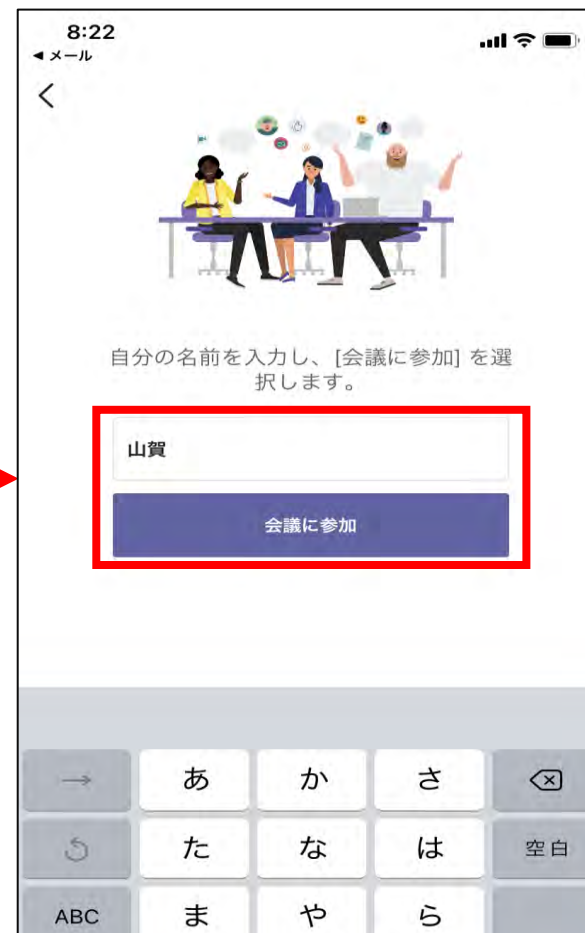 8:22
◀ メール
自分の名前を入力し、[会議に参加] を選
択します。
山賀
会議に参加
→ あ か さ
た な は 空白
ABC ま や ら